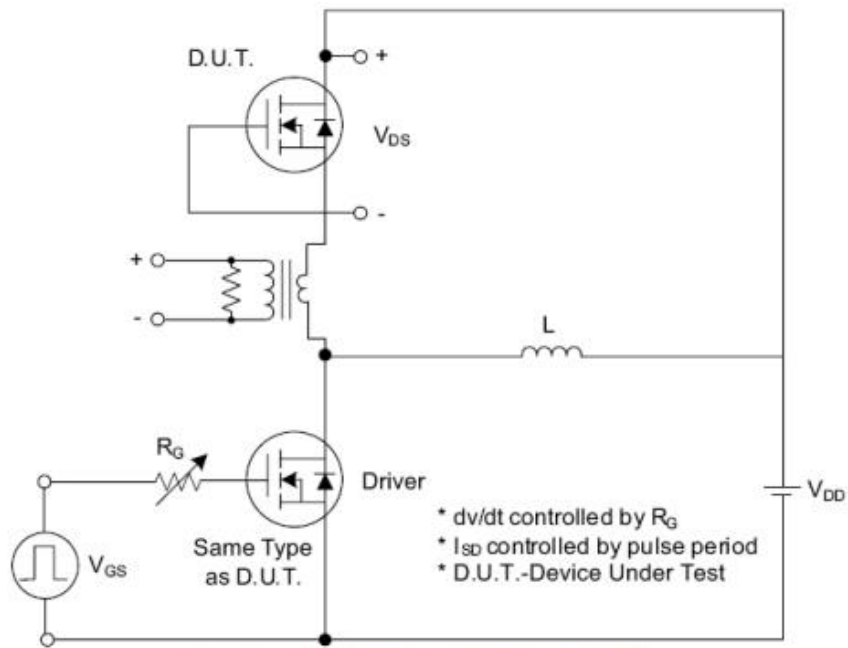 D.U.T.
+
VDS
-
+
-
L
RG
Driver
VDD
VGS
Same Type
as D.U.T.
* dv/dt controlled by RG
* ISD controlled by pulse period
* D.U.T.-Device Under Test